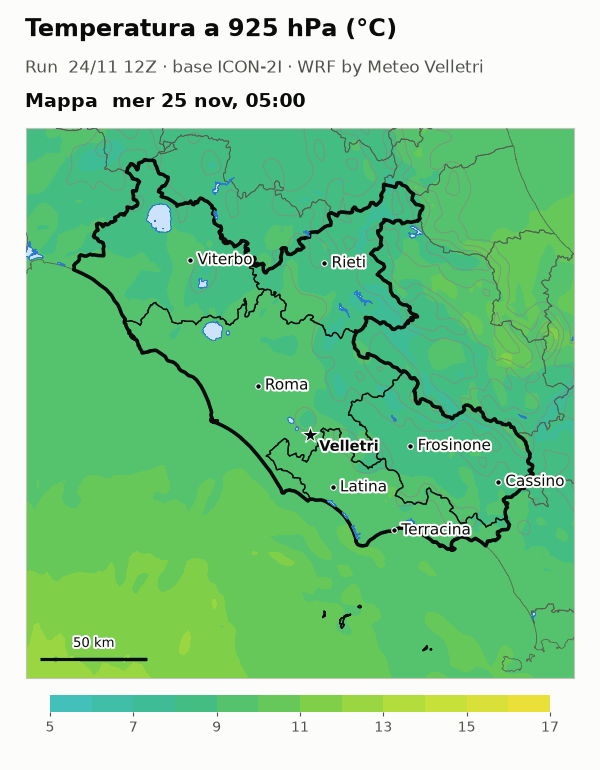 Temperatura a 925 hPa (°C)
Run  24/11 12Z · base ICON-2I · WRF by Meteo Velletri
Mappa  mer 25 nov, 05:00
Viterbo
Rieti
Roma
Velletri
Frosinone
Latina
Cassino
Terracina
50 km
5 7 9 11 13 15 17